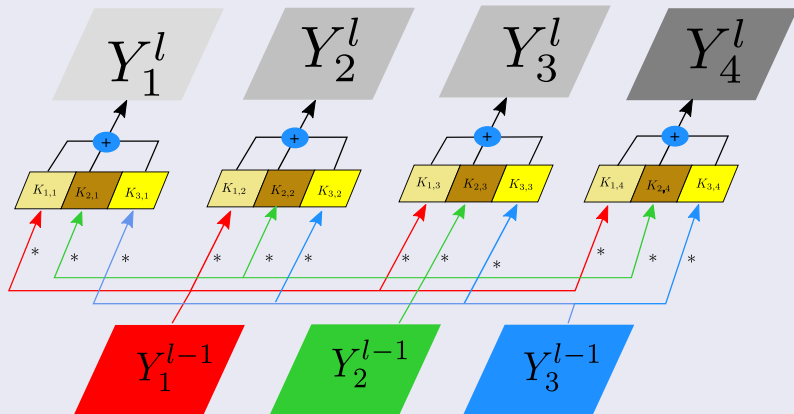 Y_1^l Y_2^l Y_3^l Y_4^l
+ + + +
K_{1,1} K_{2,1} K_{3,1} K_{1,2} K_{2,2} K_{3,2} K_{1,3} K_{2,3} K_{3,3} K_{1,4} K_{2,4} K_{3,4}
* * * * * * * * * * * *
Y_1^{l-1} Y_2^{l-1} Y_3^{l-1}